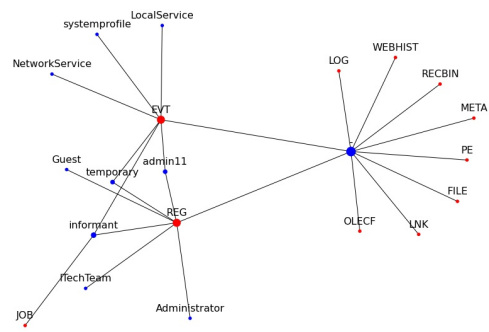 LocalService
systemprofile
NetworkService
EVT
Guest
temporary
admin11
REG
informant
ITechTeam
JOB
Administrator
LOG
WEBHIST
RECBIN
META
PE
FILE
LNK
OLECF